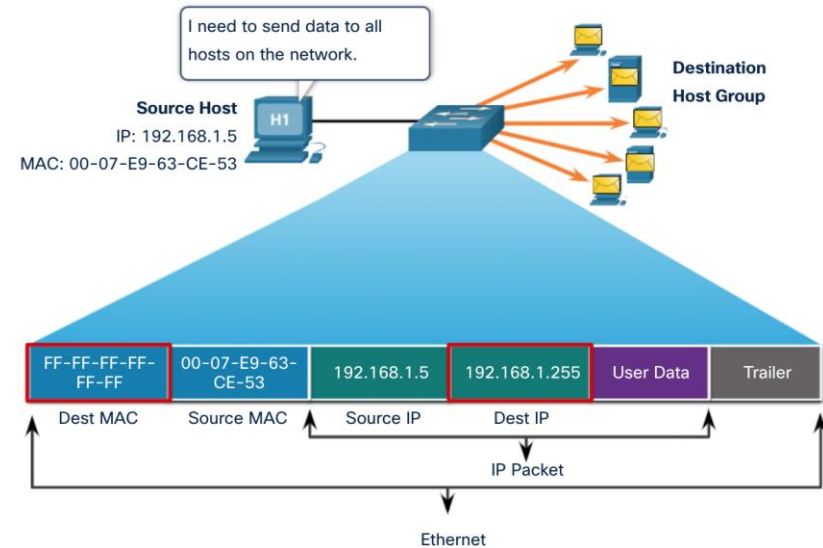 I need to send data to all
hosts on the network.
Source Host
IP: 192.168.1.5
MAC: 00-07-E9-63-CE-53
H1
Destination
Host Group
FF-FF-FF-FF-
FF-FF
00-07-E9-63-
CE-53
192.168.1.5
192.168.1.255
User Data
Trailer
Dest MAC
Source MAC
Source IP
Dest IP
IP Packet
Ethernet